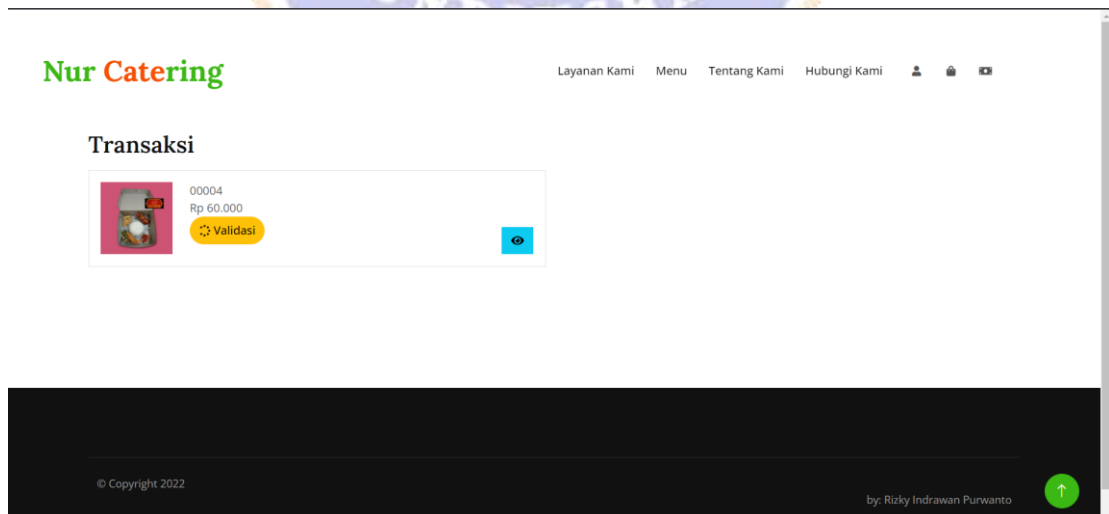 Nur Catering
Layanan Kami Menu Tentang Kami Hubungi Kami
Transaksi
00004
Rp 60.000
Validasi
© Copyright 2022
by: Rizky Indrawan Purwanto